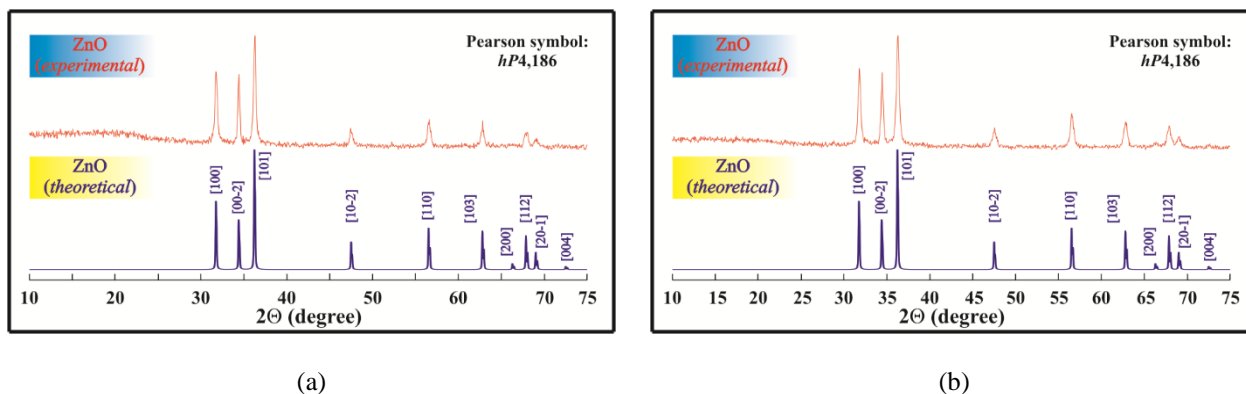 ZnO
(experimental)
Pearson symbol:
hP4,186
ZnO
(theoretical)
[100]
[00-2]
[101]
[10-2]
[110]
[103]
[200]
[112]
[20-1]
[004]
10 20 30 40 50 60 70 75
2Θ (degree)
(a)
ZnO
(experimental)
Pearson symbol:
hP4,186
ZnO
(theoretical)
[100]
[00-2]
[101]
[10-2]
[110]
[103]
[200]
[112]
[20-1]
[004]
10 15 20 25 30 35 40 45 50 55 60 65 70 75
2Θ (degree)
(b)